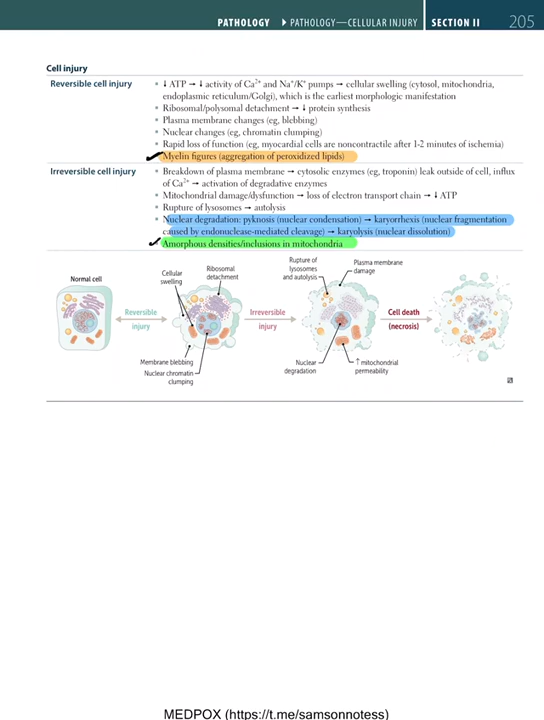 PATHOLOGY ▶ PATHOLOGY—CELLULAR INJURY SECTION II 205
Cell injury
Reversible cell injury
• ↓ ATP → ↓ activity of Ca2+ and Na+/K+ pumps → cellular swelling (cytosol, mitochondria,
endoplasmic reticulum/Golgi), which is the earliest morphologic manifestation
• Ribosomal/polysomal detachment → ↓ protein synthesis
• Plasma membrane changes (eg, blebbing)
• Nuclear changes (eg, chromatin clumping)
• Rapid loss of function (eg, myocardial cells are noncontractile after 1-2 minutes of ischemia)
Myelin figures (aggregation of peroxidized lipids)
Irreversible cell injury
• Breakdown of plasma membrane → cytosolic enzymes (eg, troponin) leak outside of cell, influx
of Ca2+ → activation of degradative enzymes
• Mitochondrial damage/dysfunction → loss of electron transport chain → ↓ ATP
• Rupture of lysosomes → autolysis
• Nuclear degradation: pyknosis (nuclear condensation) → karyorrhexis (nuclear fragmentation
caused by endonuclease-mediated cleavage) → karyolysis (nuclear dissolution)
Amorphous densities/inclusions in mitochondria
Normal cell
Reversible
injury
Cellular
swelling
Ribosomal
detachment
Membrane blebbing
Nuclear chromatin
clumping
Irreversible
injury
Rupture of
lysosomes
and autolysis
Plasma membrane
damage
Nuclear
degradation
↑ mitochondrial
permeability
Cell death
(necrosis)
MEDPOX (https://t.me/samsonnotess)